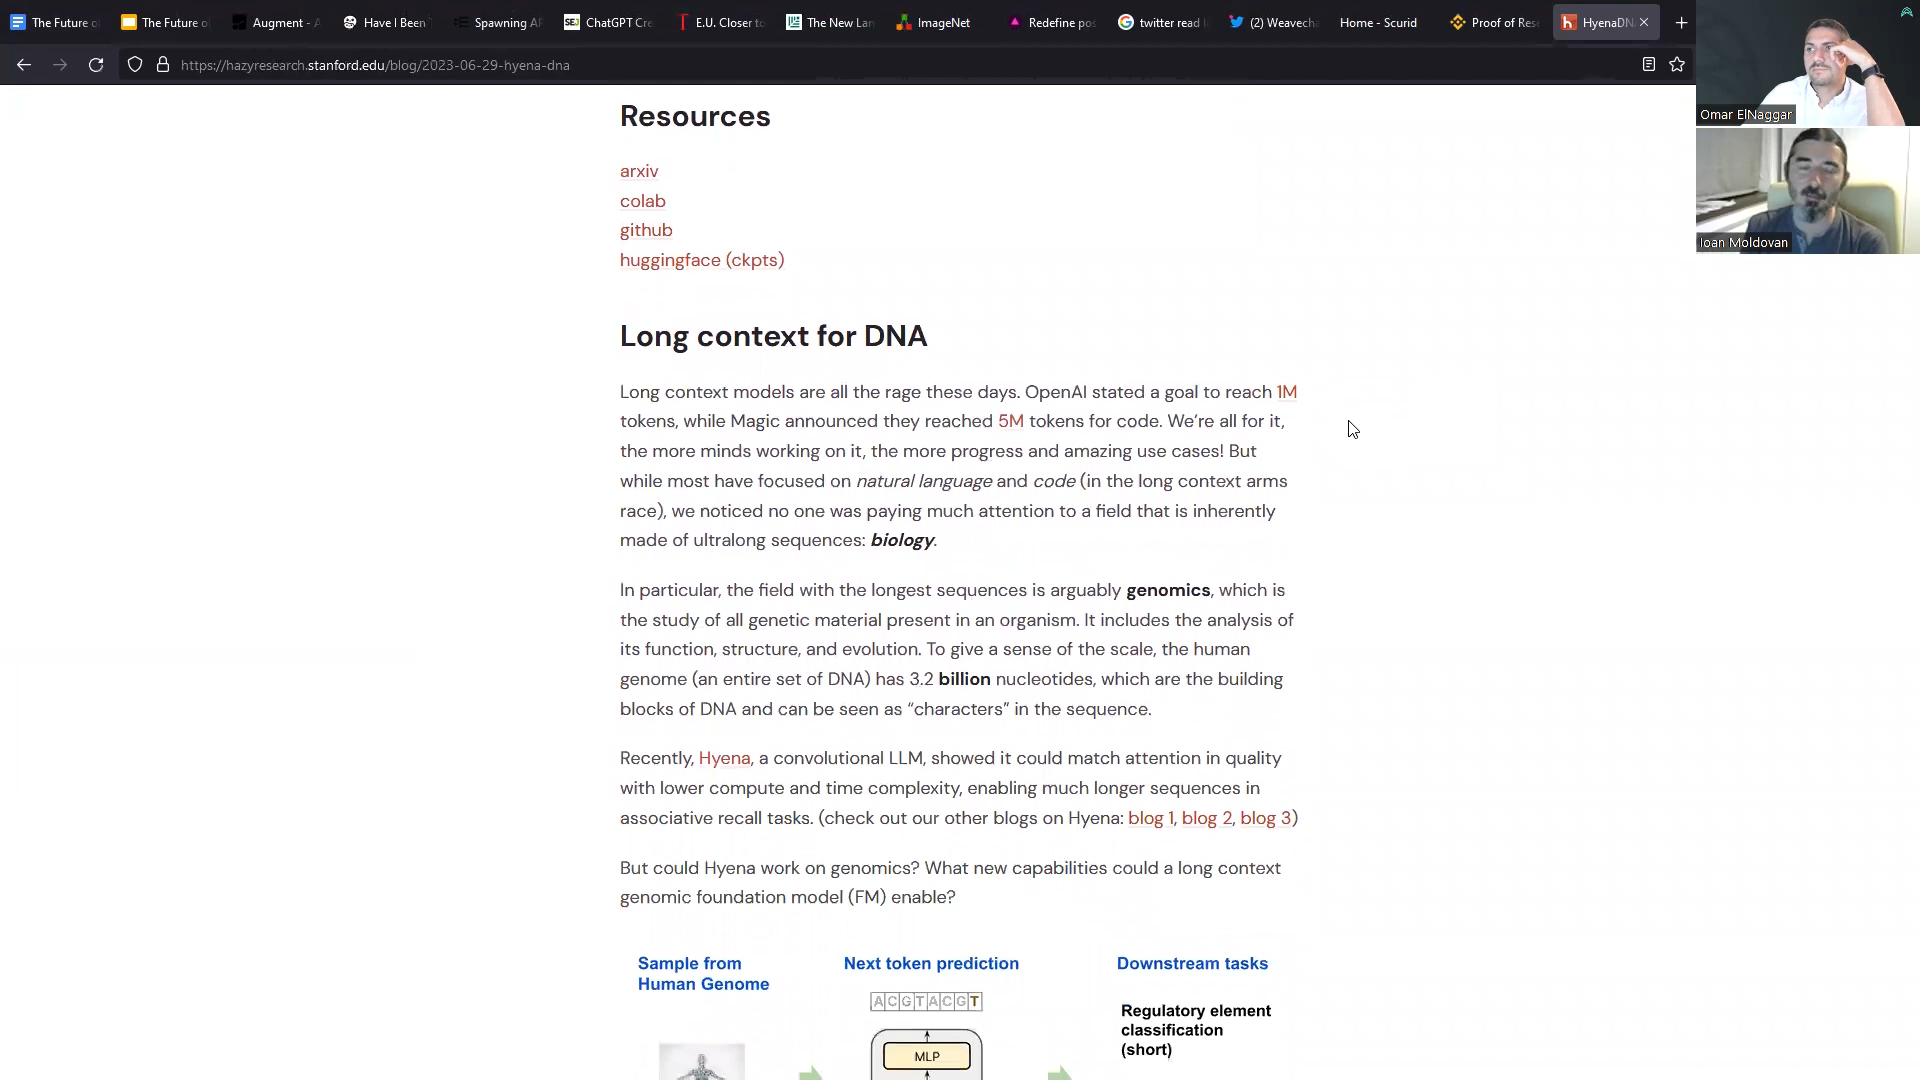 The Future o
The Future o
Augment - A
Have I Been
Spawning AP
SEJ
ChatGPT Cre
E.U. Closer to
The New Lan
ImageNet
Redefine pos
twitter read l
(2) Weavecha
Home - Scurid
Proof of Res
HyenaDN
https://hazyresearch.stanford.edu/blog/2023-06-29-hyena-dna
Omar ElNaggar
Ioan Moldovan
Resources
arxiv
colab
github
huggingface (ckpts)
Long context for DNA
Long context models are all the rage these days. OpenAI stated a goal to reach 1M
tokens, while Magic announced they reached 5M tokens for code. We’re all for it,
the more minds working on it, the more progress and amazing use cases! But
while most have focused on natural language and code (in the long context arms
race), we noticed no one was paying much attention to a field that is inherently
made of ultralong sequences: biology.
In particular, the field with the longest sequences is arguably genomics, which is
the study of all genetic material present in an organism. It includes the analysis of
its function, structure, and evolution. To give a sense of the scale, the human
genome (an entire set of DNA) has 3.2 billion nucleotides, which are the building
blocks of DNA and can be seen as “characters” in the sequence.
Recently, Hyena, a convolutional LLM, showed it could match attention in quality
with lower compute and time complexity, enabling much longer sequences in
associative recall tasks. (check out our other blogs on Hyena: blog 1, blog 2, blog 3)
But could Hyena work on genomics? What new capabilities could a long context
genomic foundation model (FM) enable?
Sample from
Human Genome
Next token prediction
ACGTACGT
MLP
Downstream tasks
Regulatory element
classification
(short)